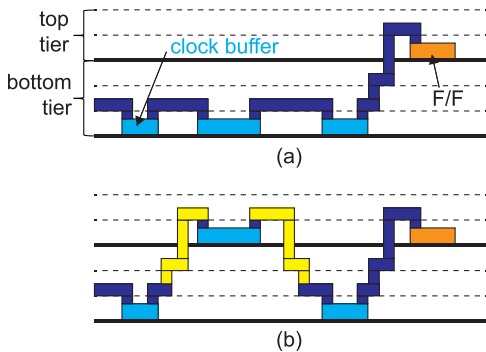 top
tier
clock buffer
bottom
tier
F/F
(a)
(b)